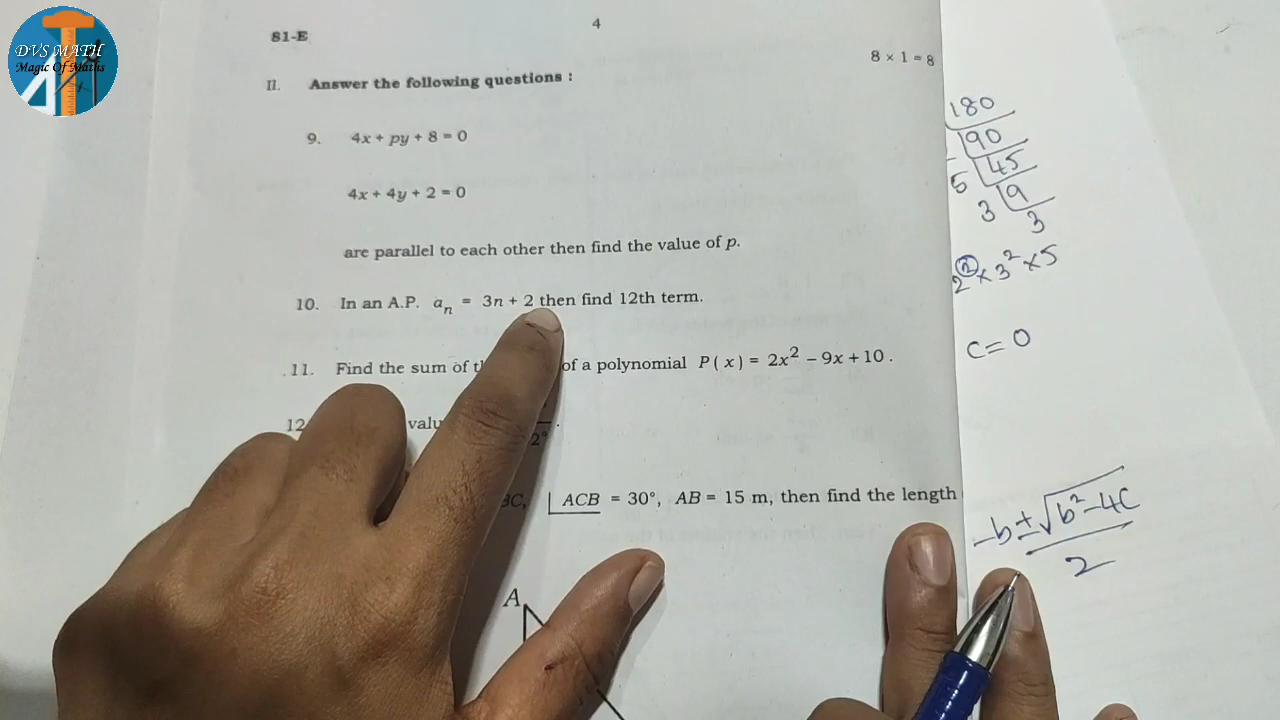 DVS MATH
Magic Of Maths
81-E
4
8 × 1 = 8
II. Answer the following questions :
9. 4x + py + 8 = 0
4x + 4y + 2 = 0
are parallel to each other then find the value of p.
10. In an A.P. aₙ = 3n + 2 then find 12th term.
11. Find the sum of of a polynomial P ( x ) = 2x² – 9x + 10 .
12
2°
BC, ACB = 30°, AB = 15 m, then find the length
A
180
90
45
5 9
3 3
2² × 3² × 5
C = 0
–b ± √b² – 4C
2